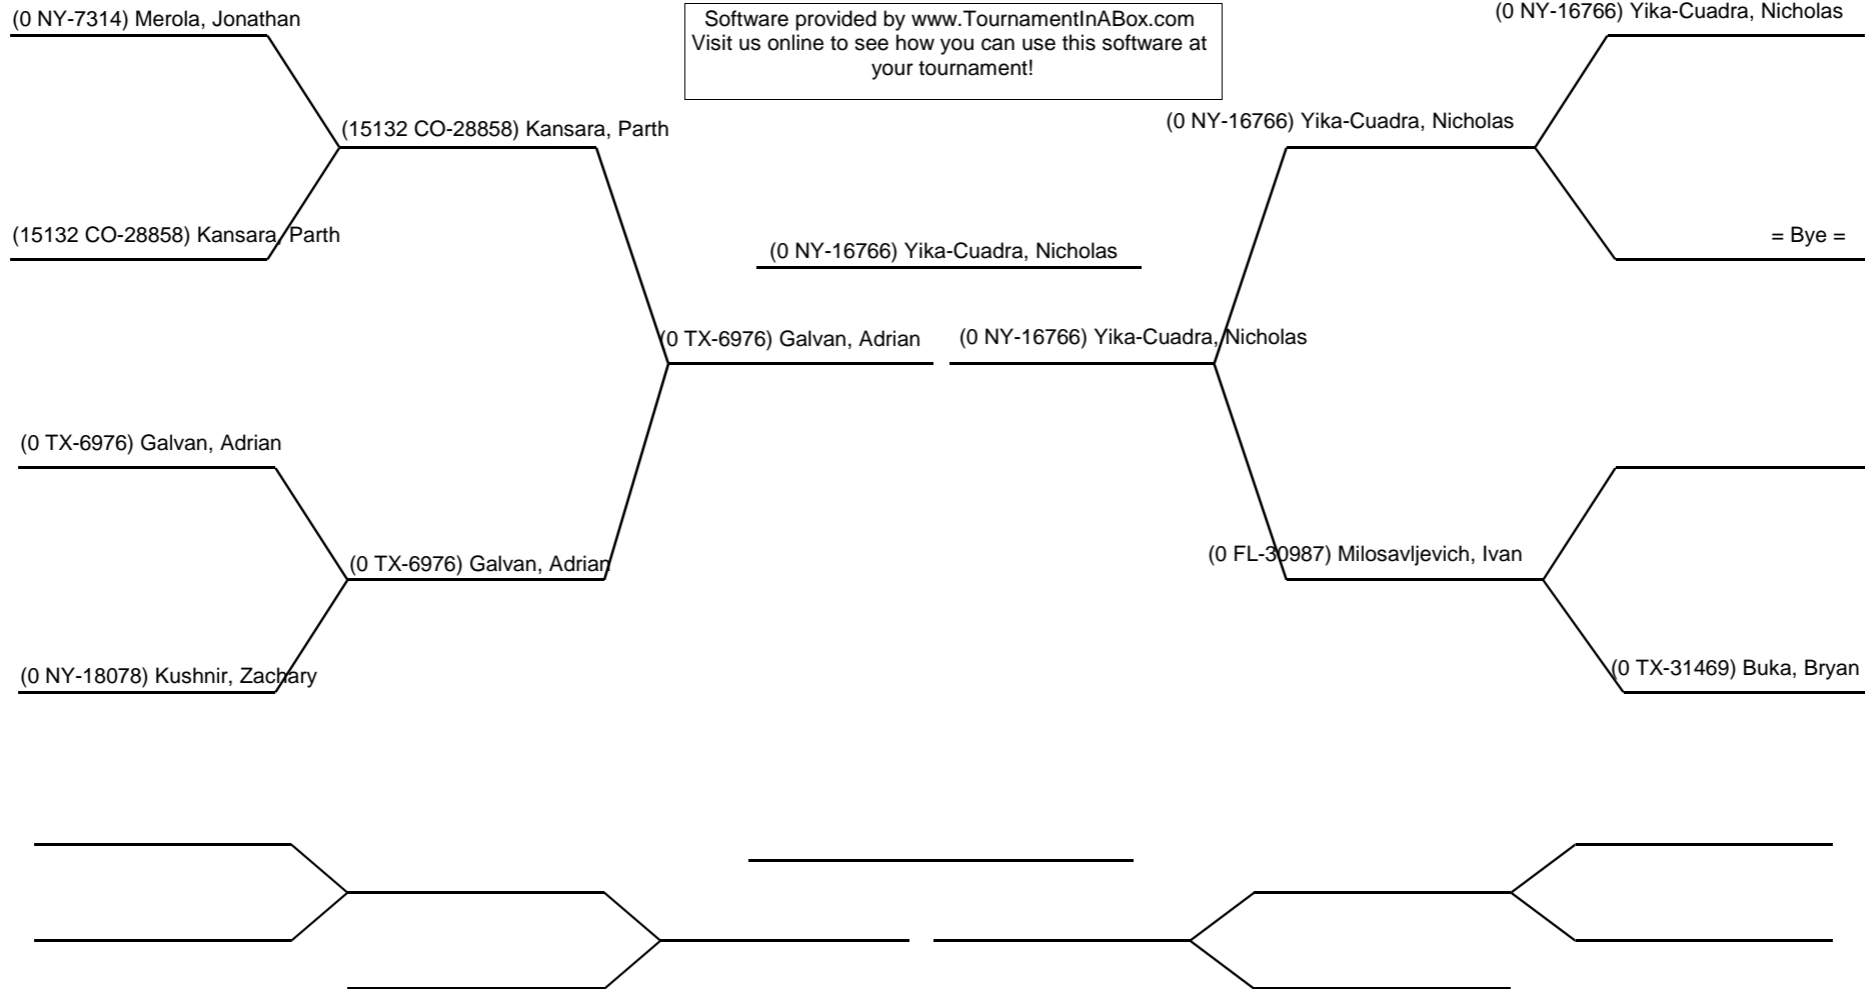 (0 NY-7314) Merola, Jonathan
Software provided by www.TournamentInABox.com
Visit us online to see how you can use this software at
your tournament!
(0 NY-16766) Yika-Cuadra, Nicholas
(15132 CO-28858) Kansara, Parth
(0 NY-16766) Yika-Cuadra, Nicholas
(15132 CO-28858) Kansara, Parth
(0 NY-16766) Yika-Cuadra, Nicholas
= Bye =
(0 TX-6976) Galvan, Adrian
(0 NY-16766) Yika-Cuadra, Nicholas
(0 TX-6976) Galvan, Adrian
(0 TX-6976) Galvan, Adrian
(0 FL-30987) Milosavljevich, Ivan
(0 NY-18078) Kushnir, Zachary
(0 TX-31469) Buka, Bryan